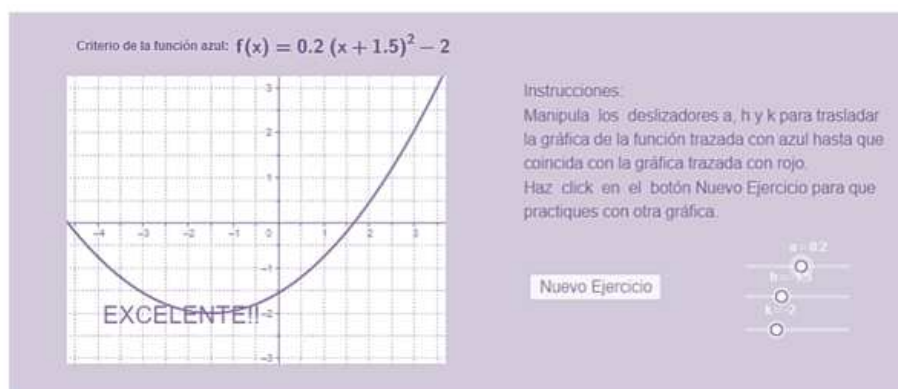 Criterio de la función azul: f(x) = 0.2 (x + 1.5)² − 2
3
2
1
−4 −3 −2 −1 0 1 2 3
−1
EXCELENTE!! −2
−3
Instrucciones:
Manipula los deslizadores a, h y k para trasladar
la gráfica de la función trazada con azul hasta que
coincida con la gráfica trazada con rojo.
Haz click en el botón Nuevo Ejercicio para que
practiques con otra gráfica.
a = 0.2
Nuevo Ejercicio
k = −2